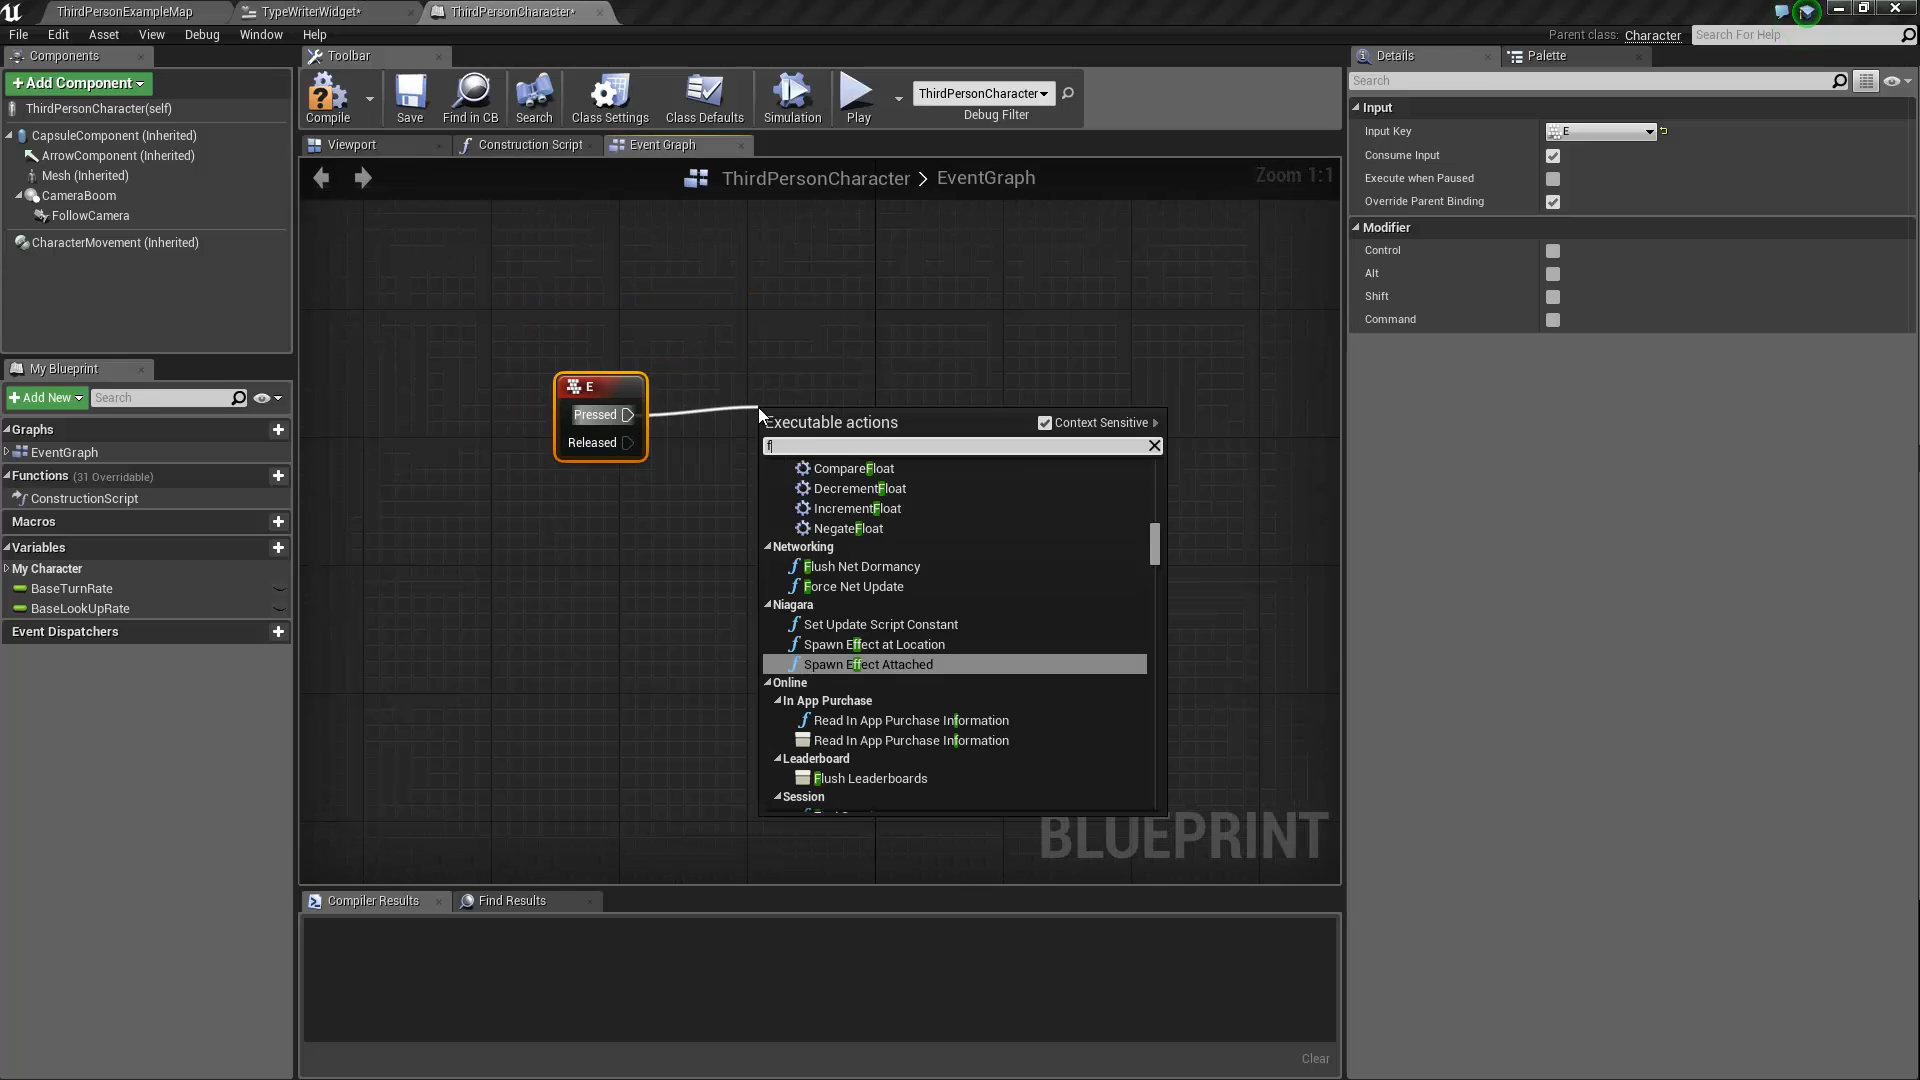 ThirdPersonExampleMap
TypeWriterWidget*
ThirdPersonCharacter*
File Edit Asset View Debug Window Help
Parent class: Character
Search For Help
Components
+Add Component
ThirdPersonCharacter(self)
CapsuleComponent (Inherited)
ArrowComponent (Inherited)
Mesh (Inherited)
CameraBoom
FollowCamera
CharacterMovement (Inherited)
My Blueprint
+Add New
Search
Graphs
EventGraph
Functions (31 Overridable)
ConstructionScript
Macros
Variables
My Character
BaseTurnRate
BaseLookUpRate
Event Dispatchers
Toolbar
Compile
Save
Find in CB
Search
Class Settings
Class Defaults
Simulation
Play
ThirdPersonCharacter
Debug Filter
Viewport
Construction Script
Event Graph
ThirdPersonCharacter > EventGraph
Zoom 1:1
E
Pressed
Released
Executable actions
Context Sensitive
f
CompareFloat
DecrementFloat
IncrementFloat
NegateFloat
Networking
Flush Net Dormancy
Force Net Update
Niagara
Set Update Script Constant
Spawn Effect at Location
Spawn Effect Attached
Online
In App Purchase
Read In App Purchase Information
Read In App Purchase Information
Leaderboard
Flush Leaderboards
Session
BLUEPRINT
Compiler Results
Find Results
Clear
Details
Palette
Search
Input
Input Key
E
Consume Input
Execute when Paused
Override Parent Binding
Modifier
Control
Alt
Shift
Command